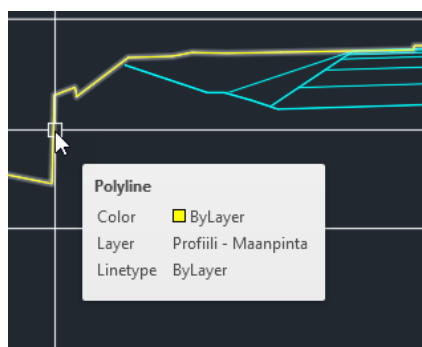 Polyline
Color ByLayer
Layer Profiili - Maanpinta
Linetype ByLayer